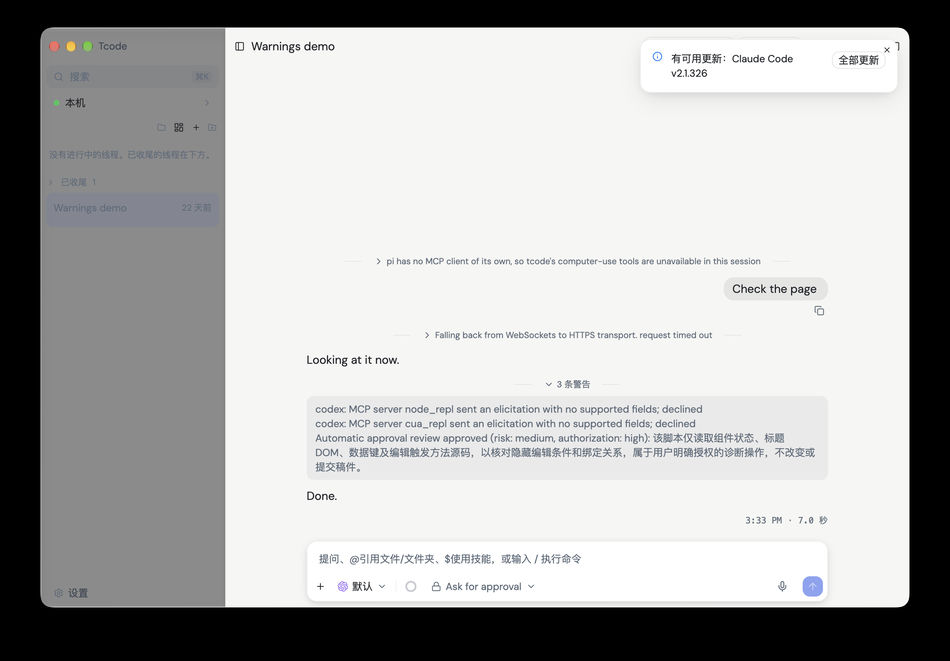 Tcode
搜索
⌘K
本机
没有进行中的线程。已收尾的线程在下方。
已收尾 1
Warnings demo
22 天前
设置
Warnings demo
有可用更新：Claude Code
v2.1.326
全部更新
pi has no MCP client of its own, so tcode's computer-use tools are unavailable in this session
Check the page
Falling back from WebSockets to HTTPS transport. request timed out
Looking at it now.
3 条警告
codex: MCP server node_repl sent an elicitation with no supported fields; declined
codex: MCP server cua_repl sent an elicitation with no supported fields; declined
Automatic approval review approved (risk: medium, authorization: high): 该脚本仅读取组件状态、标题
DOM、数据键及编辑触发方法源码，以核对隐藏编辑条件和绑定关系，属于用户明确授权的诊断操作，不改变或
提交稿件。
Done.
3:33 PM · 7.0 秒
提问、@引用文件/文件夹、$使用技能，或输入 / 执行命令
默认
Ask for approval